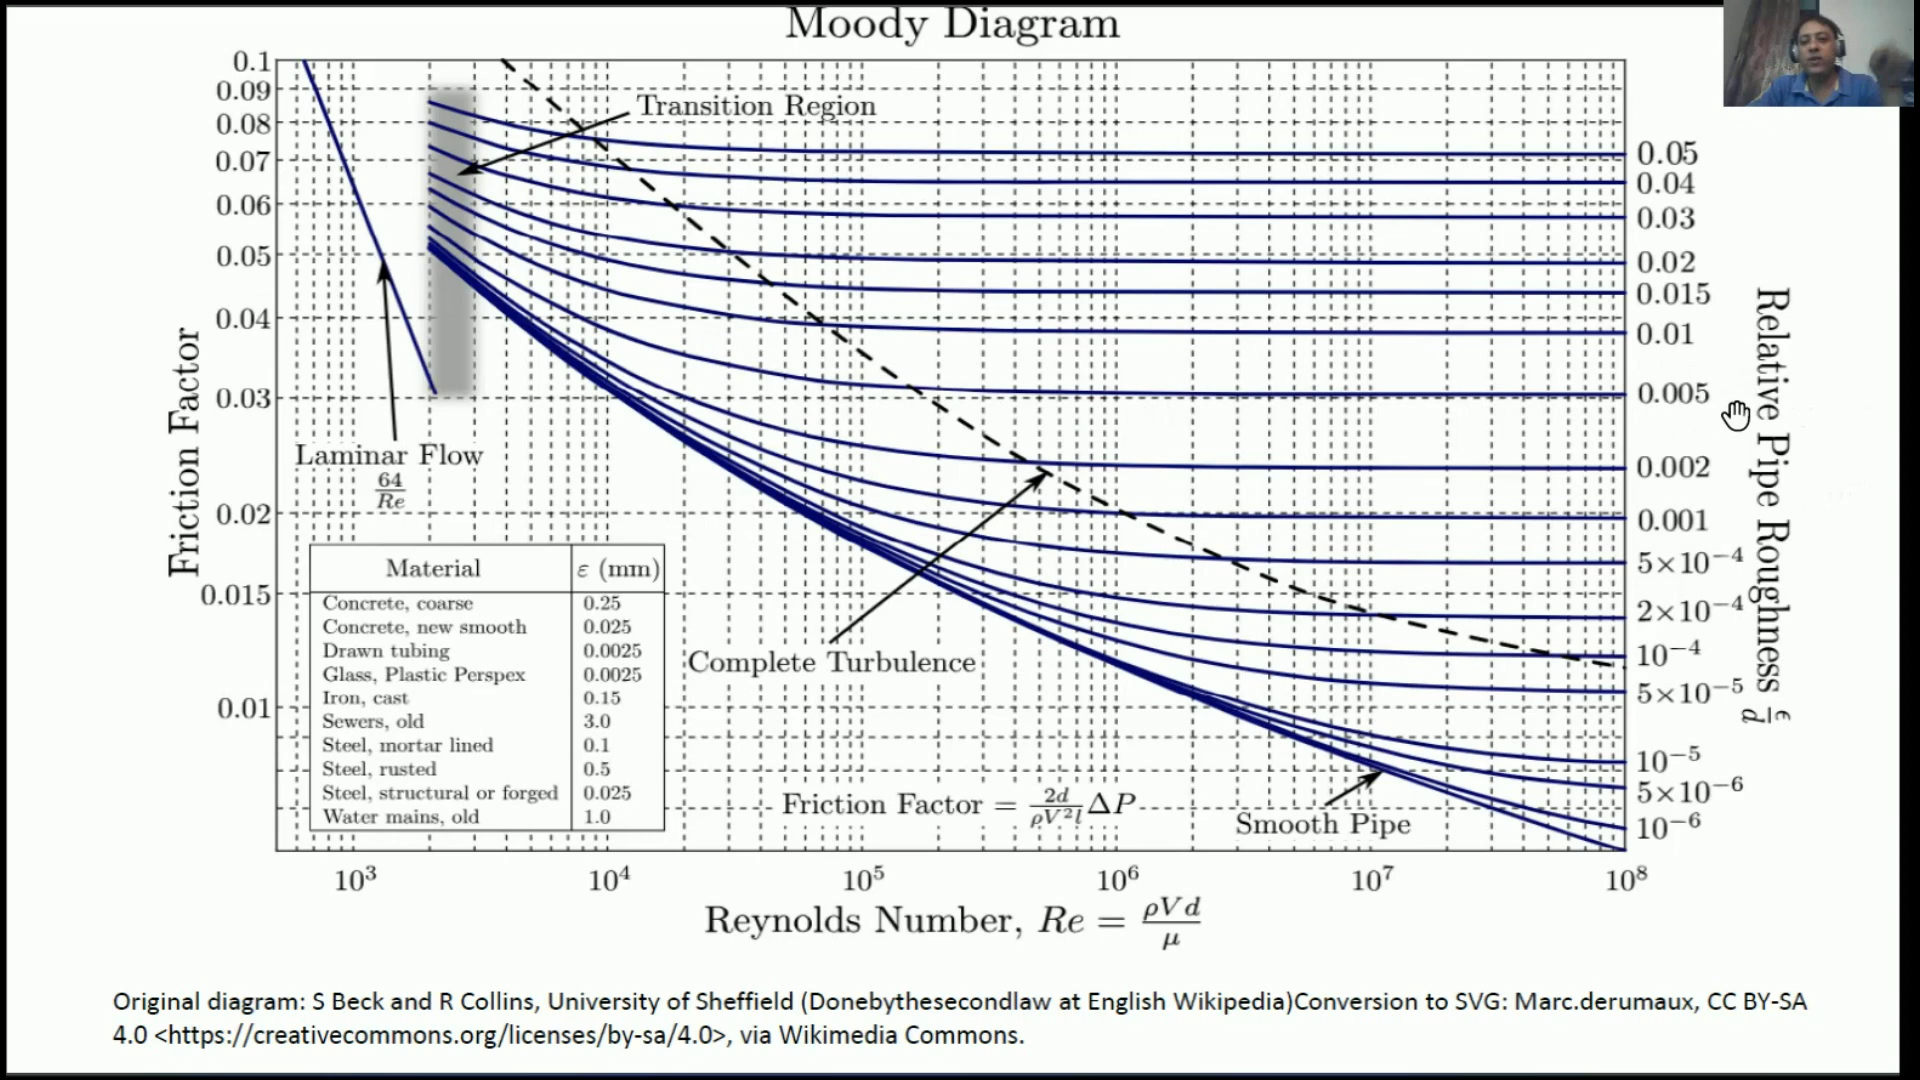 Moody Diagram
Transition Region
0.1
0.09
0.08
0.07
0.06
0.05
0.04
0.03
0.02
0.015
0.01
Friction Factor
Laminar Flow
64
Re
Material ε (mm)
Concrete, coarse 0.25
Concrete, new smooth 0.025
Drawn tubing 0.0025
Glass, Plastic Perspex 0.0025
Iron, cast 0.15
Sewers, old 3.0
Steel, mortar lined 0.1
Steel, rusted 0.5
Steel, structural or forged 0.025
Water mains, old 1.0
Complete Turbulence
Friction Factor = 2d/ρV²l ΔP
Smooth Pipe
0.05
0.04
0.03
0.02
0.015
0.01
0.005
0.002
0.001
5×10⁻⁴
2×10⁻⁴
10⁻⁴
5×10⁻⁵
10⁻⁵
5×10⁻⁶
10⁻⁶
Relative Pipe Roughness ϵ/d
10³ 10⁴ 10⁵ 10⁶ 10⁷ 10⁸
Reynolds Number, Re = ρVd/μ
Original diagram: S Beck and R Collins, University of Sheffield (Donebythesecondlaw at English Wikipedia)Conversion to SVG: Marc.derumaux, CC BY-SA
4.0 <https://creativecommons.org/licenses/by-sa/4.0>, via Wikimedia Commons.